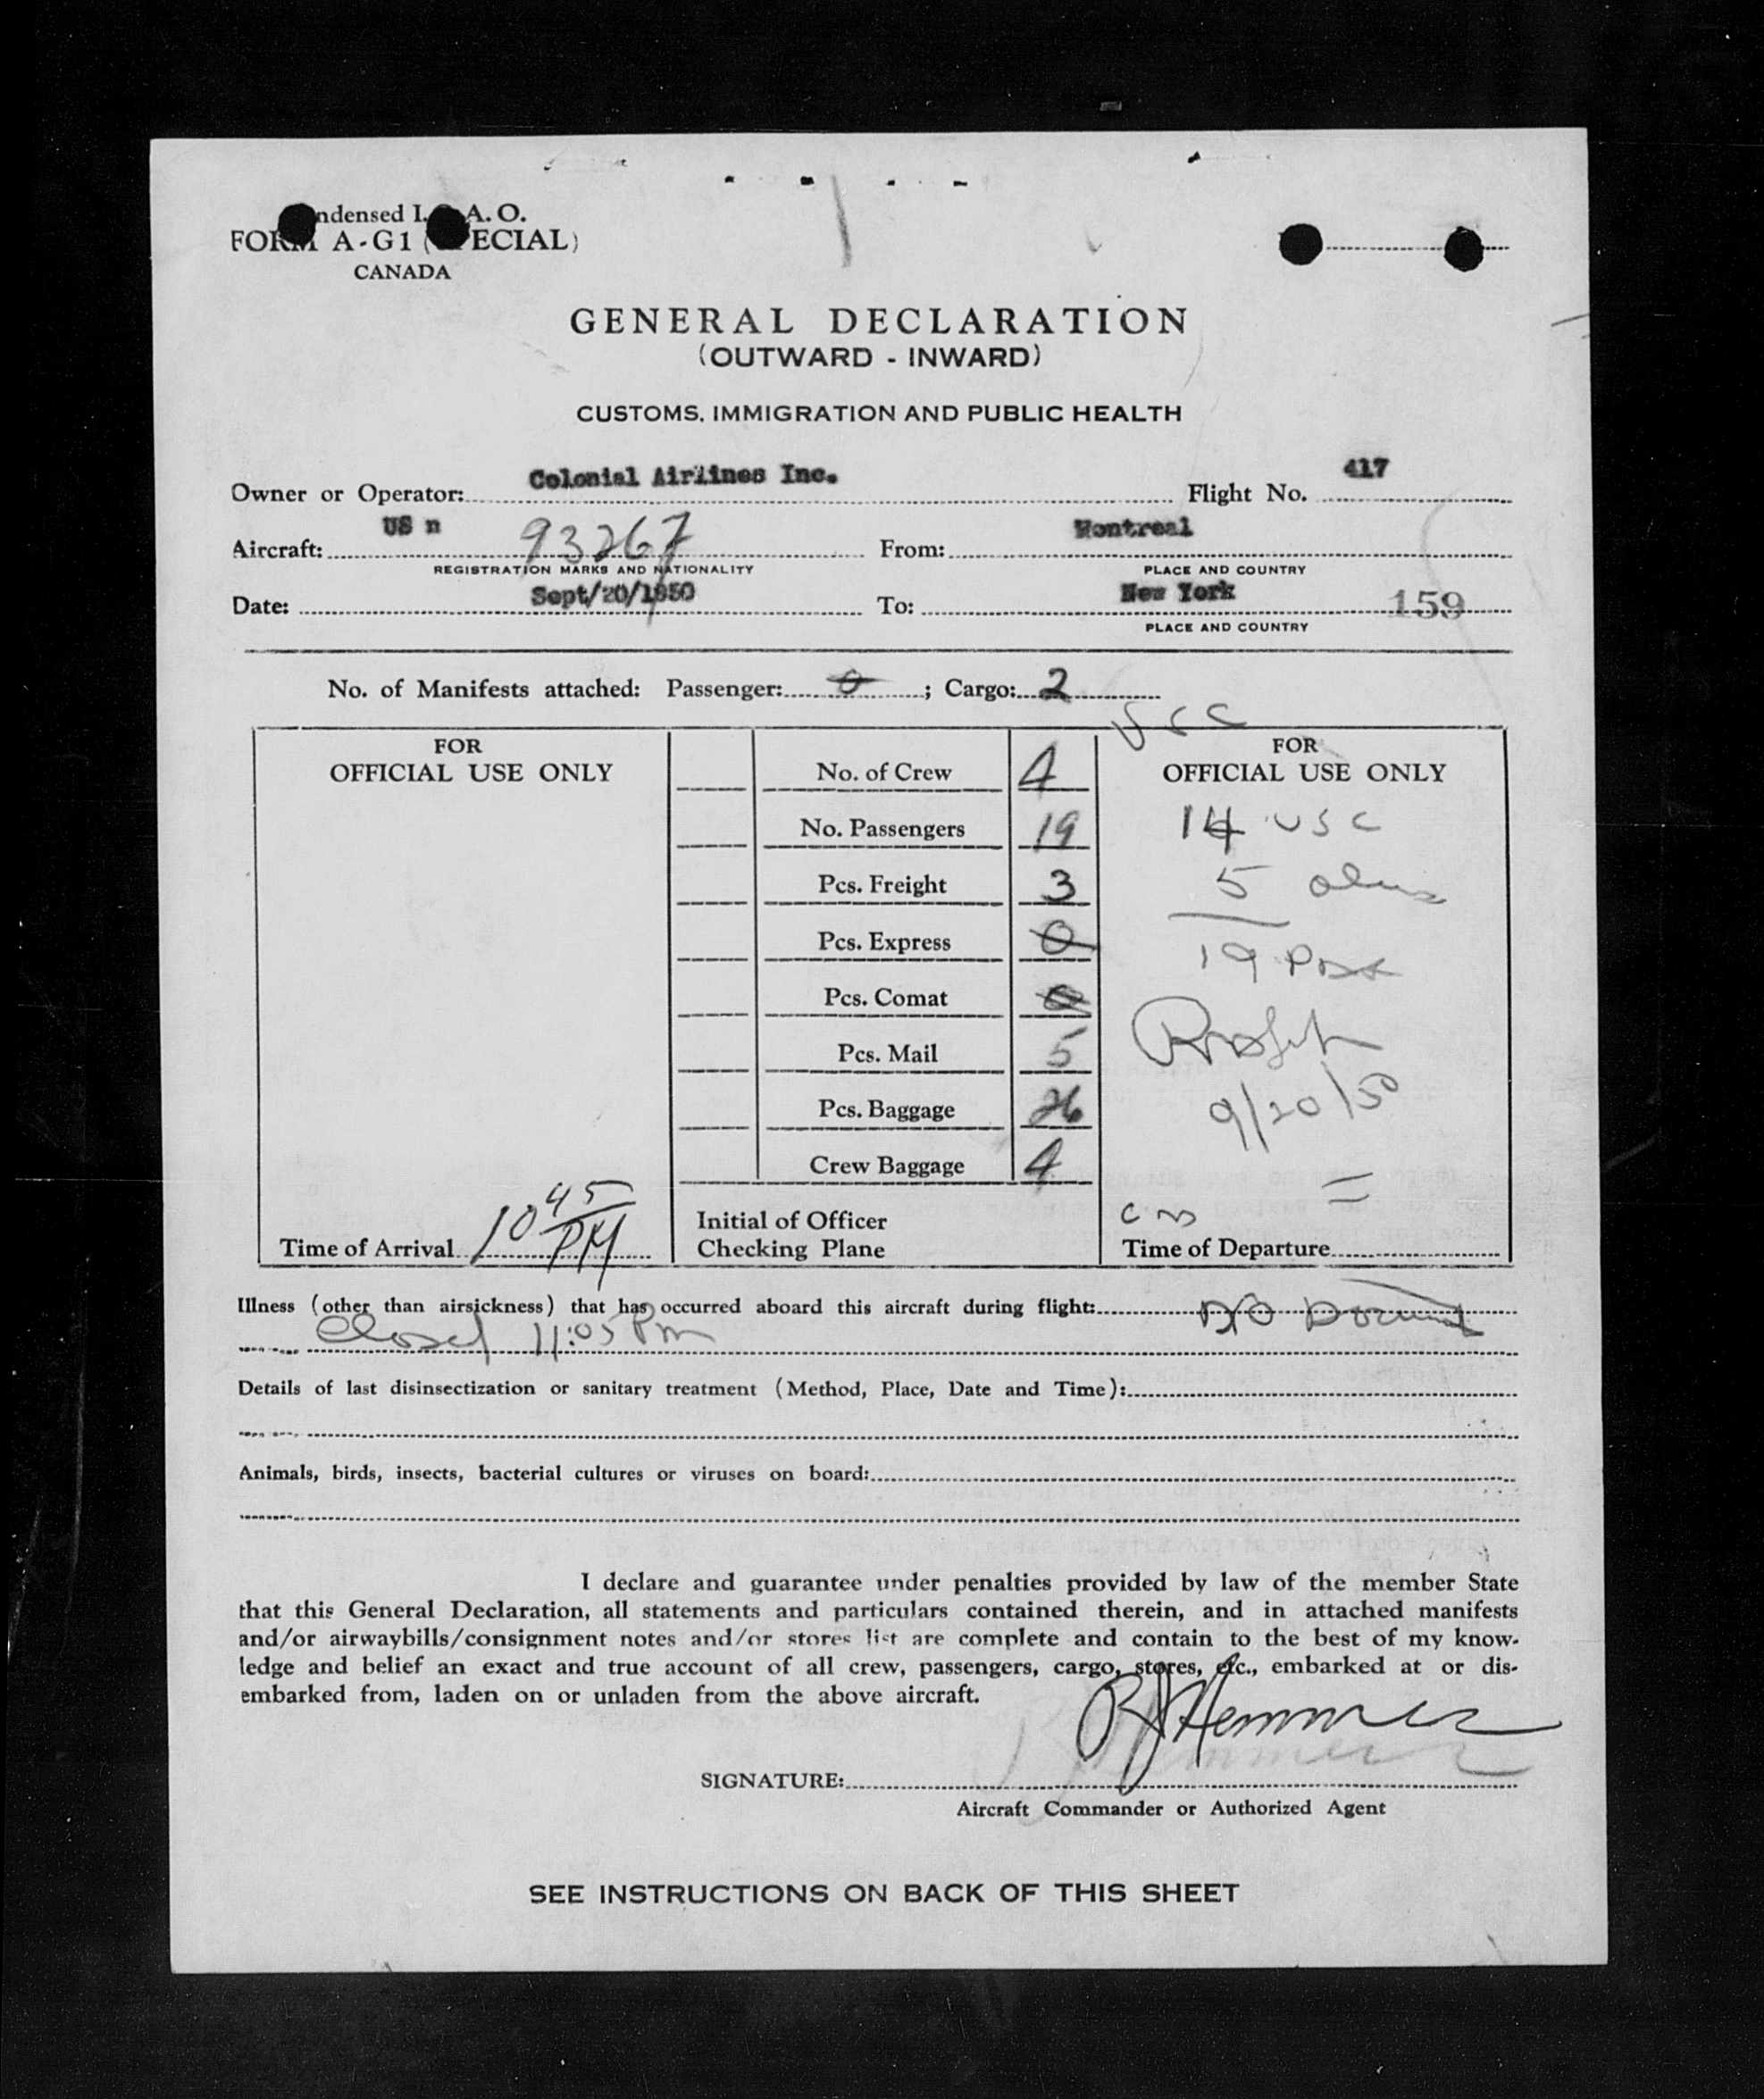 ndensed I. A. O.
FORM A-G1 ( ECIAL)
CANADA
GENERAL DECLARATION
(OUTWARD - INWARD)
CUSTOMS, IMMIGRATION AND PUBLIC HEALTH
Owner or Operator: Colonial Airlines Inc. Flight No. 417
Aircraft: US n 93267 From: Montreal
REGISTRATION MARKS AND NATIONALITY PLACE AND COUNTRY
Date: Sept/20/1950 To: New York 159
PLACE AND COUNTRY
No. of Manifests attached: Passenger: 0 ; Cargo: 2
FOR
OFFICIAL USE ONLY
No. of Crew 4
No. Passengers 19
Pcs. Freight 3
Pcs. Express 0
Pcs. Comat 0
Pcs. Mail 5
Pcs. Baggage 26
Crew Baggage 4
FOR
OFFICIAL USE ONLY
14 USC
5
19
9/20/50
Time of Arrival 10 45 PM
Initial of Officer
Checking Plane
Time of Departure
Illness (other than airsickness) that has occurred aboard this aircraft during flight:
Closed 11:05 Pm
Details of last disinsectization or sanitary treatment (Method, Place, Date and Time):
Animals, birds, insects, bacterial cultures or viruses on board:
I declare and guarantee under penalties provided by law of the member State
that this General Declaration, all statements and particulars contained therein, and in attached manifests
and/or airwaybills/consignment notes and/or stores list are complete and contain to the best of my know-
ledge and belief an exact and true account of all crew, passengers, cargo, stores, etc., embarked at or dis-
embarked from, laden on or unladen from the above aircraft.
SIGNATURE:
Aircraft Commander or Authorized Agent
SEE INSTRUCTIONS ON BACK OF THIS SHEET